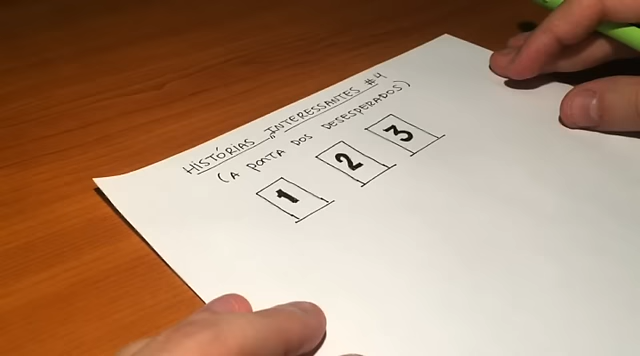 HISTÓRIAS INTERESSANTES #4
(A PORTA DOS DESESPERADOS)
1 2 3